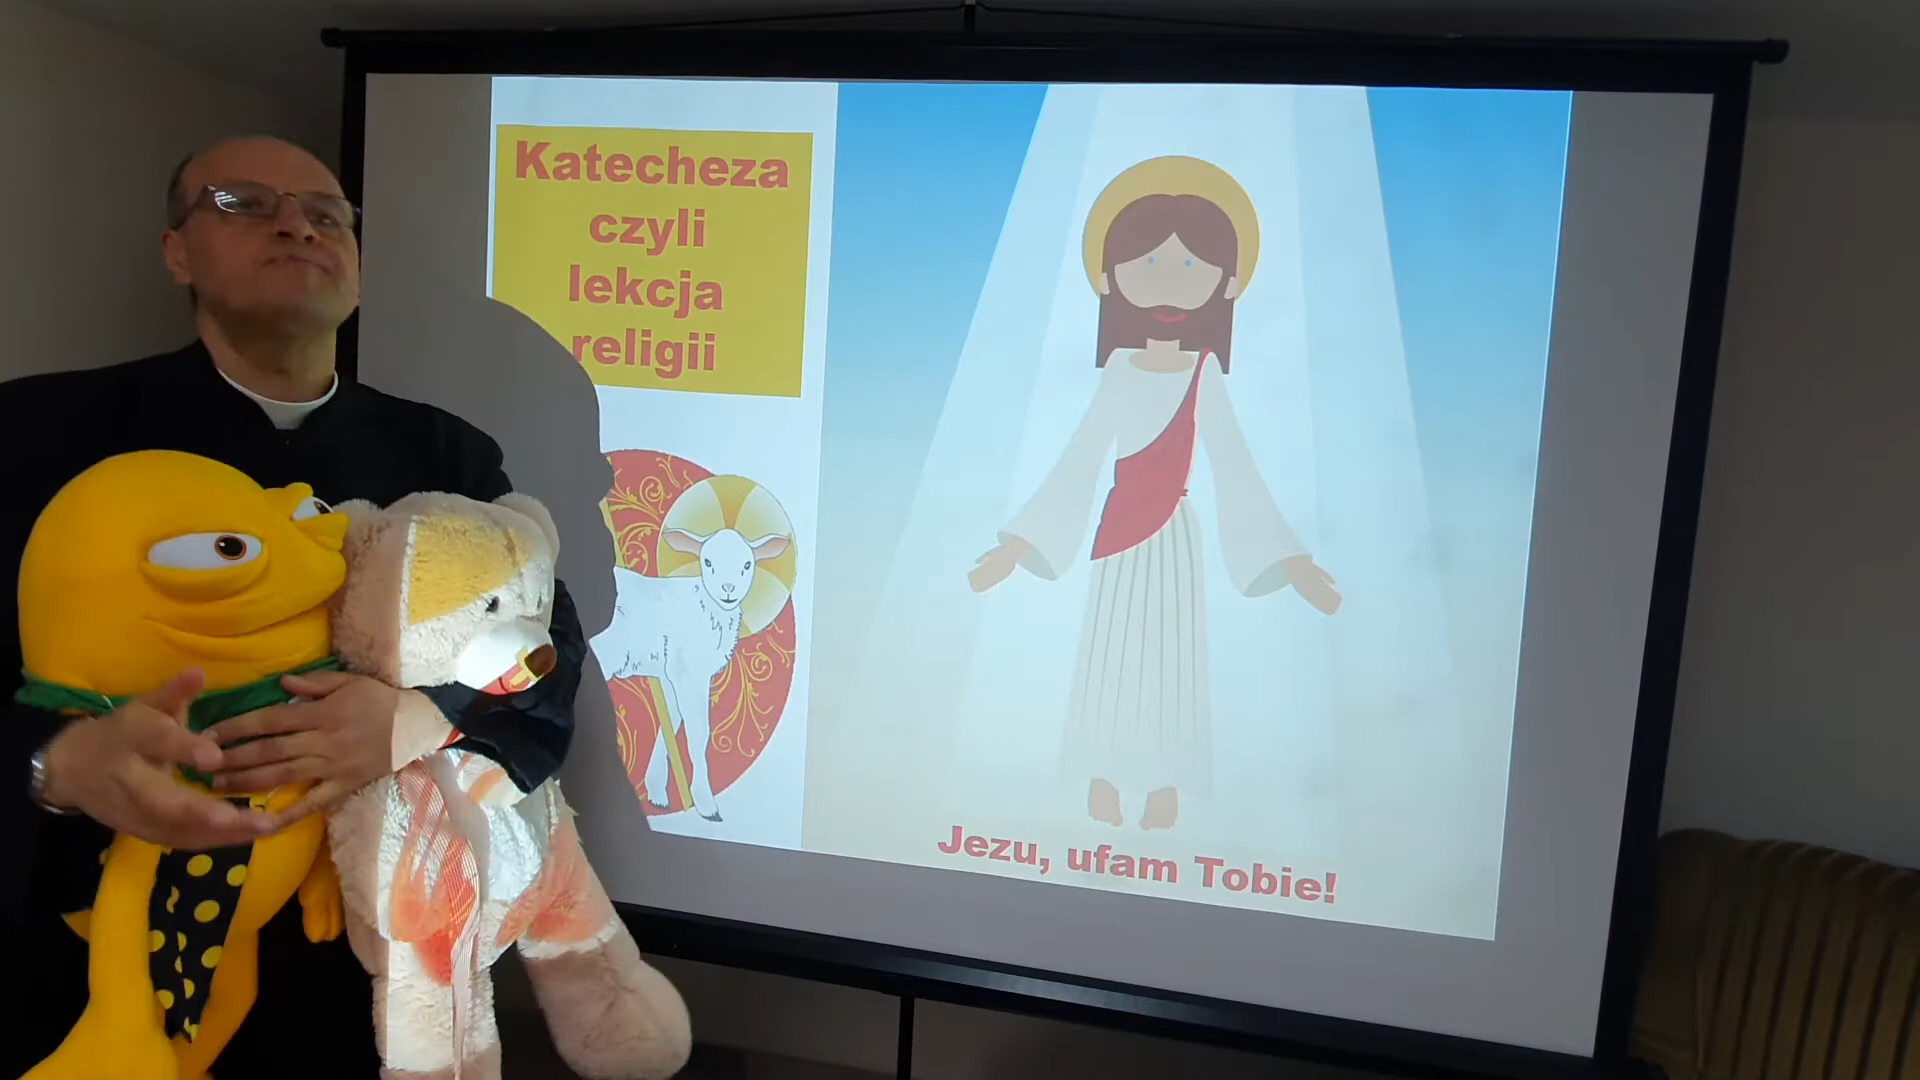 Katecheza
czyli
lekcja
religii
Jezu, ufam Tobie!